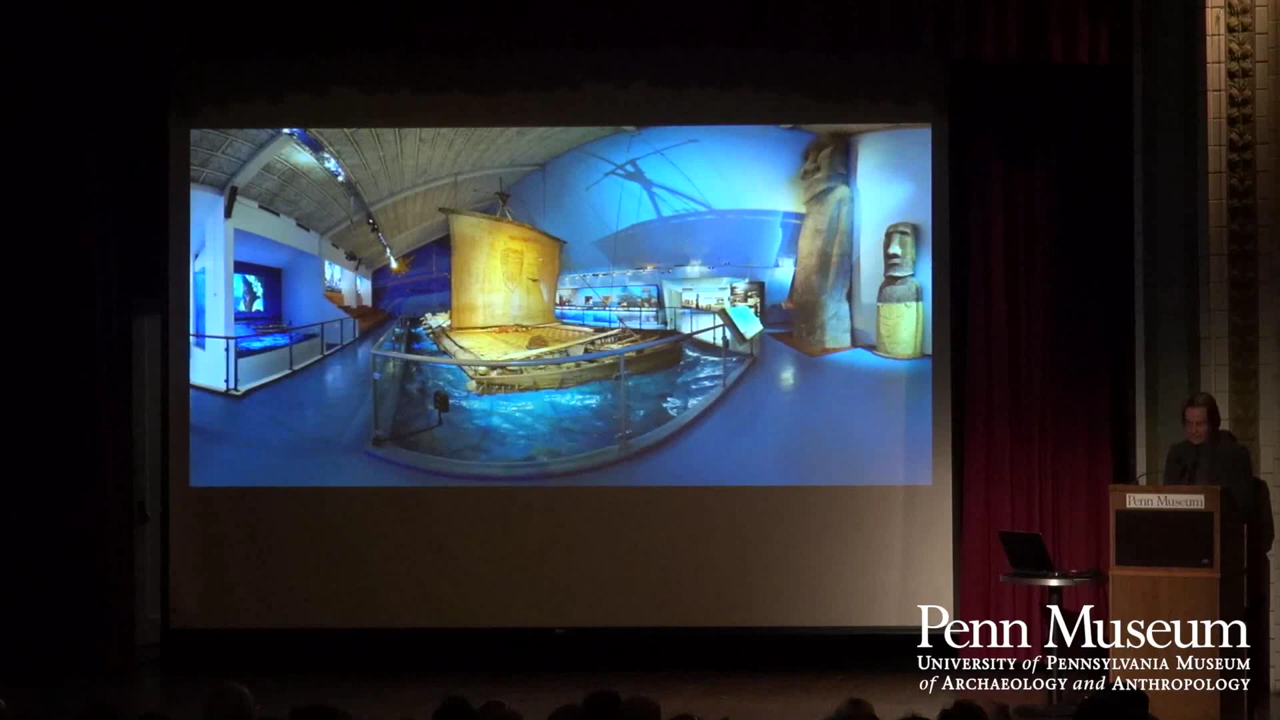 Penn Museum
Penn Museum
University of Pennsylvania Museum
of Archaeology and Anthropology